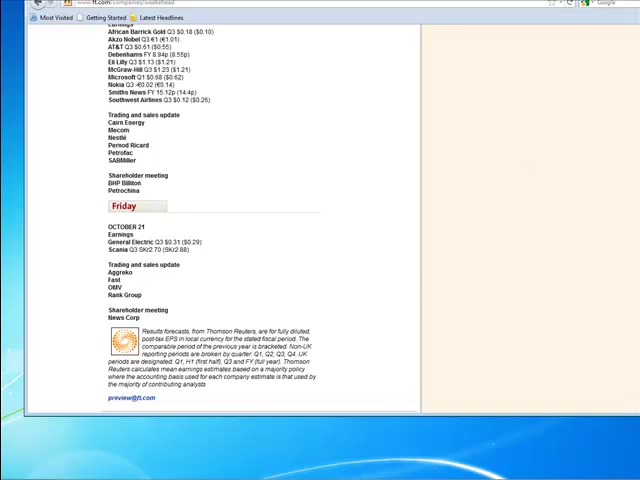 www.ft.com/companies/weekahead
Google
Most Visited Getting Started Latest Headlines
Earnings
African Barrick Gold Q3 $0.18 ($0.10)
Akzo Nobel Q3 €1 (€1.01)
AT&T Q3 $0.61 ($0.55)
Debenhams FY 8.94p (8.55p)
Eli Lilly Q3 $1.13 ($1.21)
McGraw-Hill Q3 $1.23 ($1.21)
Microsoft Q1 $0.68 ($0.62)
Nokia Q3 -€0.02 (€0.14)
Smiths News FY 15.12p (14.4p)
Southwest Airlines Q3 $0.12 ($0.26)
Trading and sales update
Cairn Energy
Mecom
Nestlé
Pernod Ricard
Petrofac
SABMiller
Shareholder meeting
BHP Billiton
Petrochina
Friday
OCTOBER 21
Earnings
General Electric Q3 $0.31 ($0.29)
Scania Q3 SKr2.70 (SKr2.88)
Trading and sales update
Aggreko
Fast
OMV
Rank Group
Shareholder meeting
News Corp
Results forecasts, from Thomson Reuters, are for fully diluted,
post-tax EPS in local currency for the stated fiscal period. The
comparable period of the previous year is bracketed. Non-UK
reporting periods are broken by quarter: Q1, Q2, Q3, Q4. UK
periods are designated: Q1, H1 (first half), Q3 and FY (full year). Thomson
Reuters calculates mean earnings estimates based on a majority policy
where the accounting basis used for each company estimate is that used by
the majority of contributing analysts
preview@ft.com